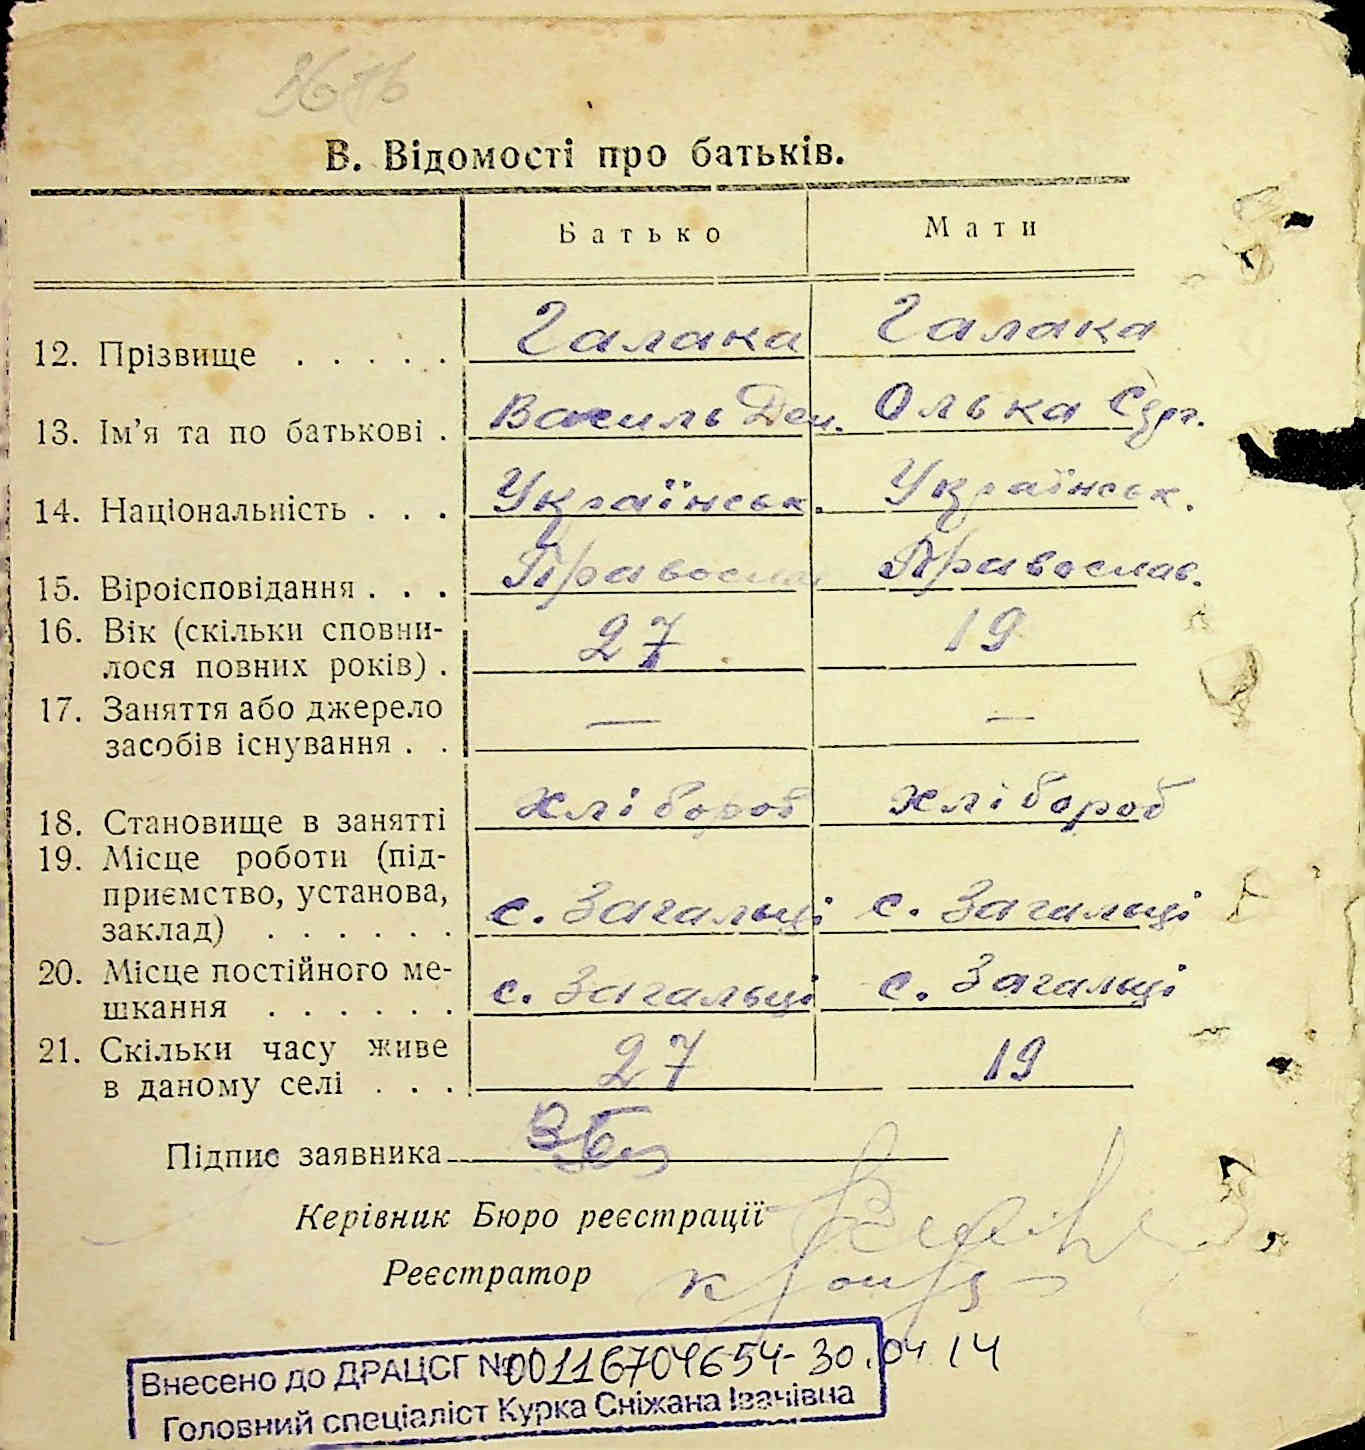 В. Відомості про батьків.
Батько Мати
12. Прізвище . . . . . Галака Галака
13. Ім'я та по батькові . Василь Дем. Олька Серг.
14. Національність . . . Українськ. Українськ.
15. Віроісповідання . . . Православ Православ.
16. Вік (скільки сповни-
лося повних років) . 27 19
17. Заняття або джерело
засобів існування . . — —
18. Становище в занятті хлібороб хлібороб
19. Місце роботи (під-
приємство, установа,
заклад) . . . . . . с. Загальці с. Загальці
20. Місце постійного ме-
шкання . . . . . . с. Загальці с. Загальці
21. Скільки часу живе
в даному селі . . . 27 19
Підпис заявника
Керівник Бюро реєстрації
Реєстратор
Внесено до ДРАЦСГ №00116704654-30.04.14
Головний спеціаліст Курка Сніжана Іванівна